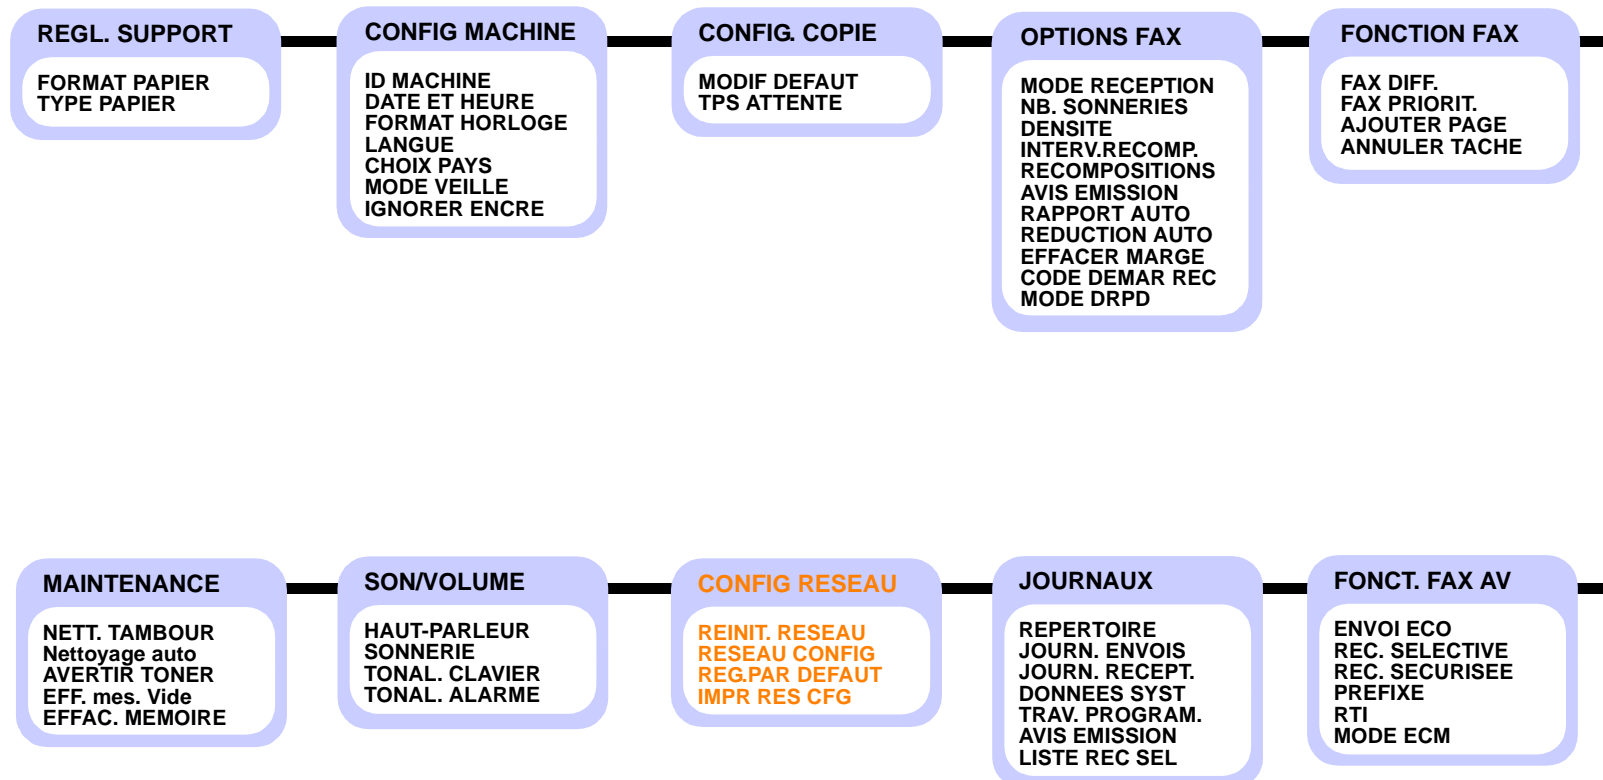 REGL. SUPPORT
FORMAT PAPIER
TYPE PAPIER
CONFIG MACHINE
ID MACHINE
DATE ET HEURE
FORMAT HORLOGE
LANGUE
CHOIX PAYS
MODE VEILLE
IGNORER ENCRE
CONFIG. COPIE
MODIF DEFAUT
TPS ATTENTE
OPTIONS FAX
MODE RECEPTION
NB. SONNERIES
DENSITE
INTERV.RECOMP.
RECOMPOSITIONS
AVIS EMISSION
RAPPORT AUTO
REDUCTION AUTO
EFFACER MARGE
CODE DEMAR REC
MODE DRPD
FONCTION FAX
FAX DIFF.
FAX PRIORIT.
AJOUTER PAGE
ANNULER TACHE
MAINTENANCE
NETT. TAMBOUR
Nettoyage auto
AVERTIR TONER
EFF. mes. Vide
EFFAC. MEMOIRE
SON/VOLUME
HAUT-PARLEUR
SONNERIE
TONAL. CLAVIER
TONAL. ALARME
CONFIG RESEAU
REINIT. RESEAU
RESEAU CONFIG
REG.PAR DEFAUT
IMPR RES CFG
JOURNAUX
REPERTOIRE
JOURN. ENVOIS
JOURN. RECEPT.
DONNEES SYST
TRAV. PROGRAM.
AVIS EMISSION
LISTE REC SEL
FONCT. FAX AV
ENVOI ECO
REC. SELECTIVE
REC. SECURISEE
PREFIXE
RTI
MODE ECM